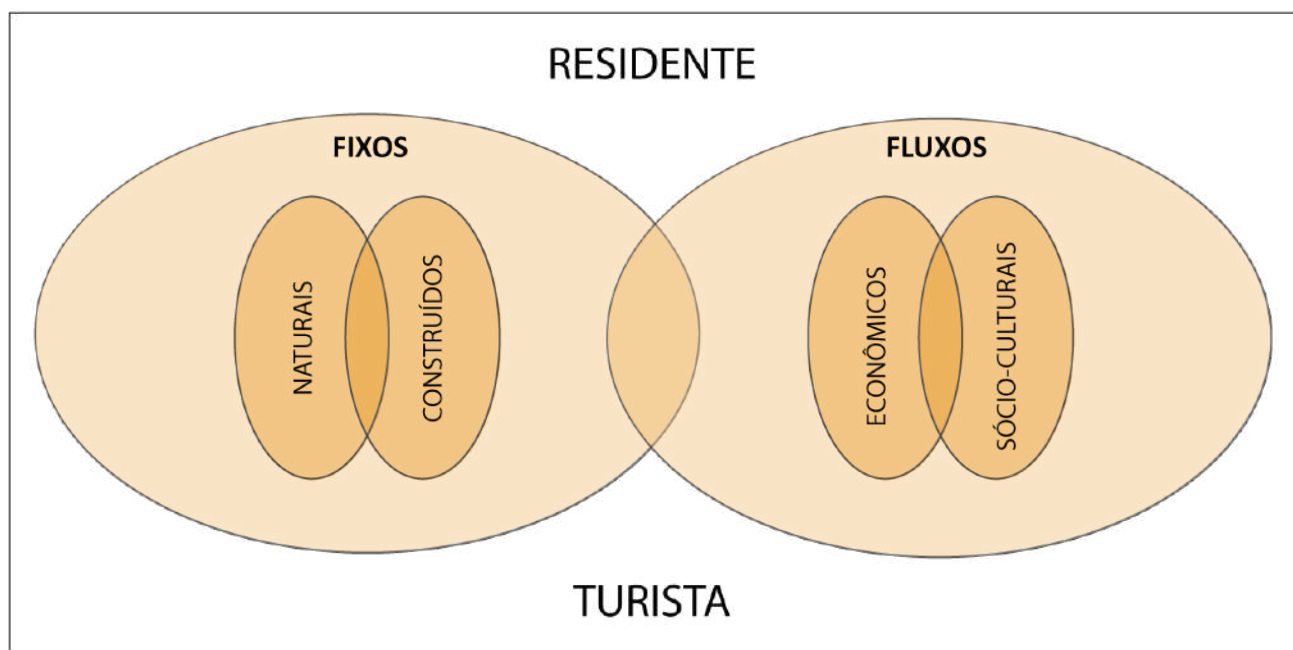 RESIDENTE
FIXOS
FLUXOS
NATURAIS
CONSTRUÍDOS
ECONÔMICOS
SÓCIO-CULTURAIS
TURISTA